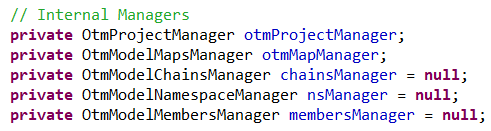 // Internal Managers
private OtmProjectManager otmProjectManager;
private OtmModelMapsManager otmMapManager;
private OtmModelChainsManager chainsManager = null;
private OtmModelNamespaceManager nsManager = null;
private OtmModelMembersManager membersManager = null;